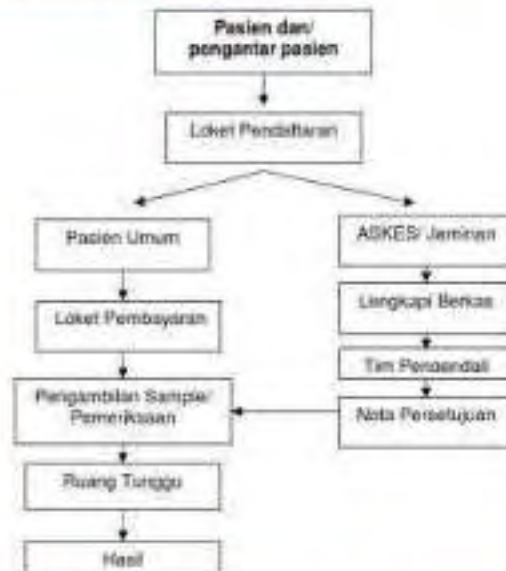 Pasien dan/
pengantar pasien
Loket Pendaftaran
Pasien Umum
ASKES/ Jaminan
Loket Pembayaran
Lengkapi Berkas
Tim Pengendali
Pengambilan Sample/
Pemeriksaan
Nota Persetujuan
Ruang Tunggu
Hasil